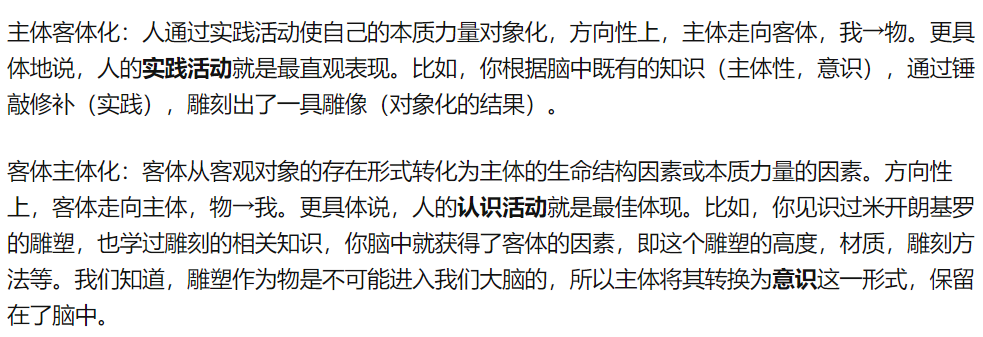 主体客体化：人通过实践活动使自己的本质力量对象化，方向性上，主体走向客体，我→物。更具
体地说，人的实践活动就是最直观表现。比如，你根据脑中既有的知识（主体性，意识），通过锤
敲修补（实践），雕刻出了一具雕像（对象化的结果）。
客体主体化：客体从客观对象的存在形式转化为主体的生命结构因素或本质力量的因素。方向性
上，客体走向主体，物→我。更具体说，人的认识活动就是最佳体现。比如，你见识过米开朗基罗
的雕塑，也学过雕刻的相关知识，你脑中就获得了客体的因素，即这个雕塑的高度，材质，雕刻方
法等。我们知道，雕塑作为物是不可能进入我们大脑的，所以主体将其转换为意识这一形式，保留
在了脑中。